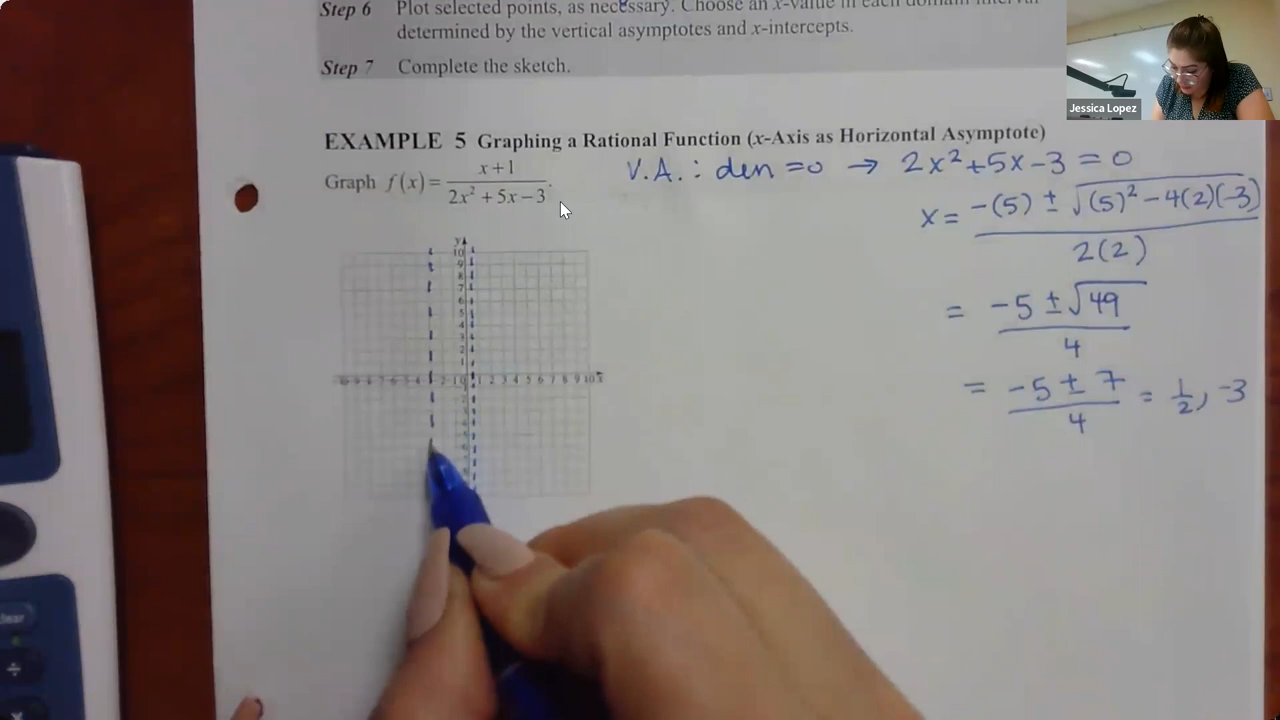 Step 6 Plot selected points, as necessary. Choose an x-value in each domain interval
determined by the vertical asymptotes and x-intercepts.
Step 7 Complete the sketch.
Jessica Lopez
EXAMPLE 5 Graphing a Rational Function (x-Axis as Horizontal Asymptote)
Graph f(x) = (x+1)/(2x² + 5x − 3).
V.A.: den = 0 → 2x² + 5x − 3 = 0
x = (−(5) ± √((5)² − 4(2)(−3)))/(2(2))
= (−5 ± √49)/4
= (−5 ± 7)/4 = 1/2, −3